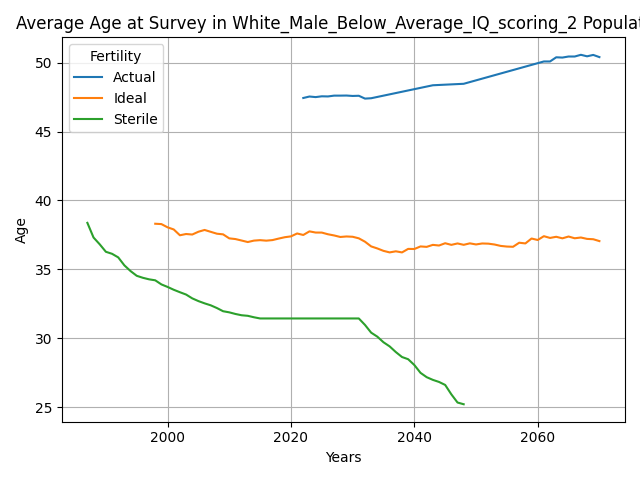 Average Age at Survey in White_Male_Below_Average_IQ_scoring_2 Populat
Fertility
Actual
Ideal
Sterile
50
45
40
35
30
25
Age
2000
2020
2040
2060
Years